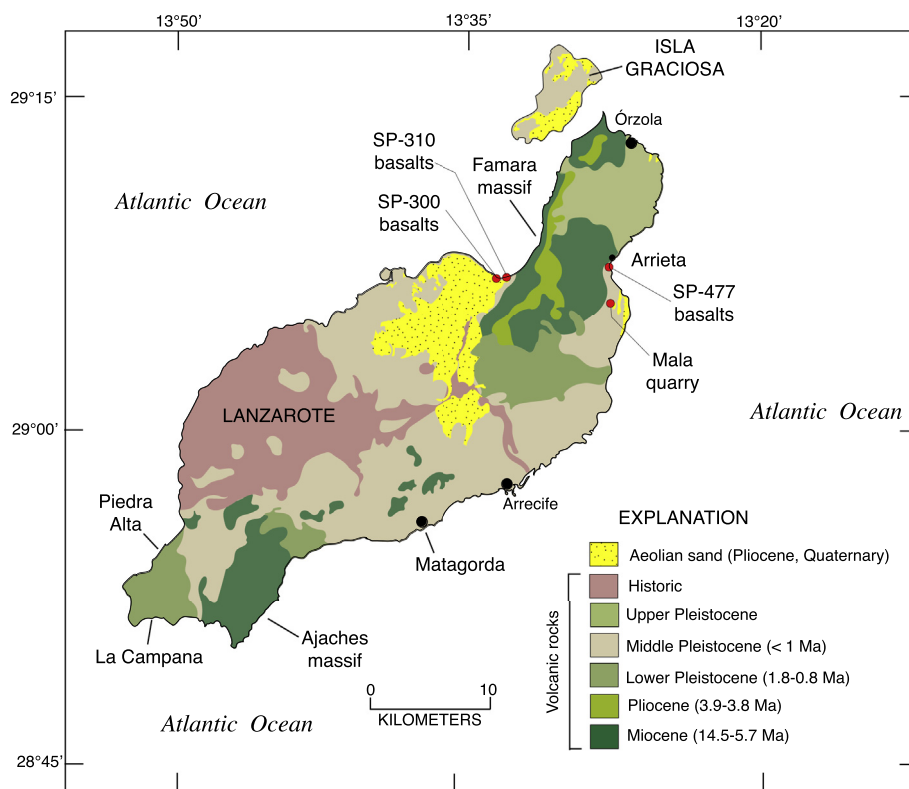 13°50’
13°35’
13°20’
ISLA
GRACIOSA
29°15’
Órzola
SP-310
basalts
Famara
massif
SP-300
basalts
Atlantic Ocean
Arrieta
SP-477
basalts
Mala
quarry
LANZAROTE
Atlantic Ocean
29°00’
Piedra
Alta
Arrecife
Matagorda
La Campana
Ajaches
massif
Atlantic Ocean
0
10
KILOMETERS
28°45’
EXPLANATION
Aeolian sand (Pliocene, Quaternary)
Volcanic rocks
Historic
Upper Pleistocene
Middle Pleistocene (< 1 Ma)
Lower Pleistocene (1.8-0.8 Ma)
Pliocene (3.9-3.8 Ma)
Miocene (14.5-5.7 Ma)